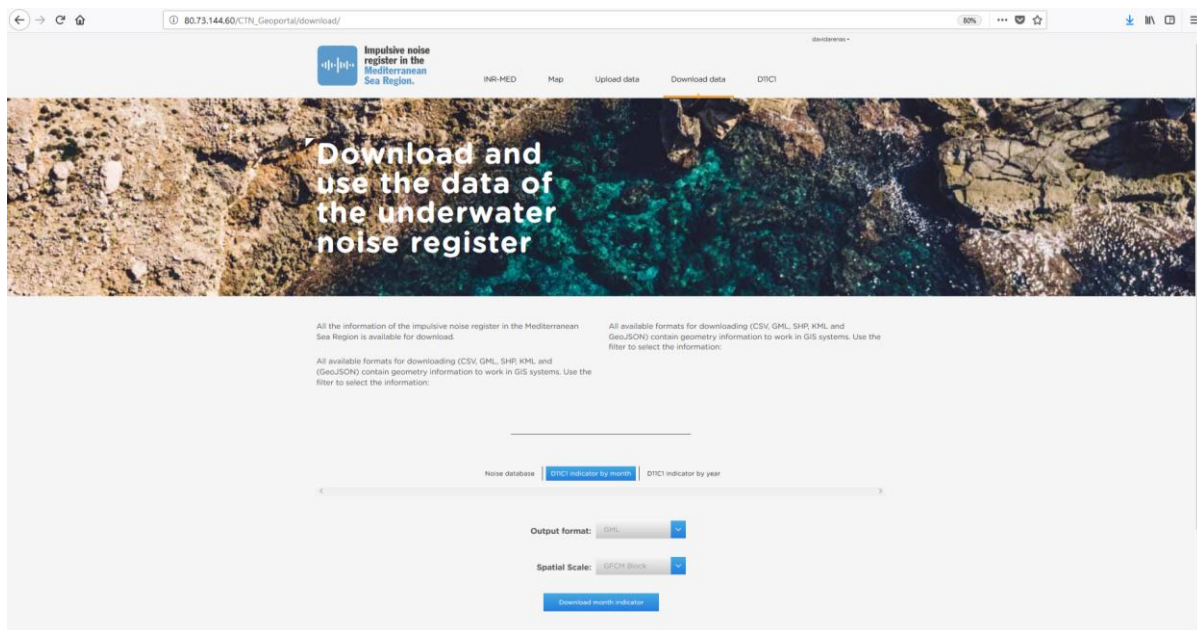 80.73.144.60/CTN_Geoportal/download/
80%
davidarenas
Impulsive noise
register in the
Mediterranean
Sea Region.
INR-MED
Map
Upload data
Download data
D11C1
Download and
use the data of
the underwater
noise register
All the information of the impulsive noise register in the Mediterranean
Sea Region is available for download.
All available formats for downloading (CSV, GML, SHP, KML and
(GeoJSON) contain geometry information to work in GIS systems. Use the
filter to select the information:
All available formats for downloading (CSV, GML, SHP, KML and
GeoJSON) contain geometry information to work in GIS systems. Use the
filter to select the information:
Noise database
D11C1 indicator by month
D11C1 indicator by year
Output format:
GML
Spatial Scale:
GFCM Block
Download month indicator